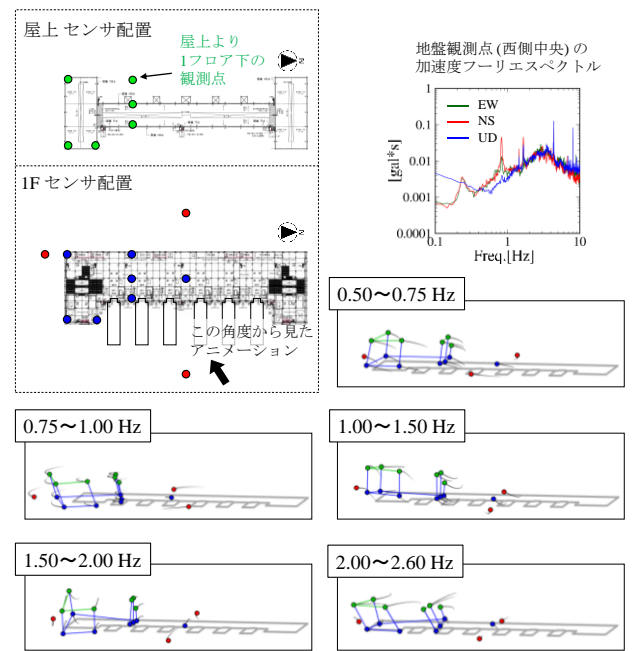 屋上 センサ配置
屋上より
1フロア下の
観測点
N
1F センサ配置
N
この角度から見た
アニメーション
地盤観測点 (西側中央) の
加速度フーリエスペクトル
[gal*s]
1
0.1
0.01
0.001
0.0001
EW
NS
UD
0.1
1
10
Freq.[Hz]
0.50〜0.75 Hz
0.75〜1.00 Hz
1.00〜1.50 Hz
1.50〜2.00 Hz
2.00〜2.60 Hz